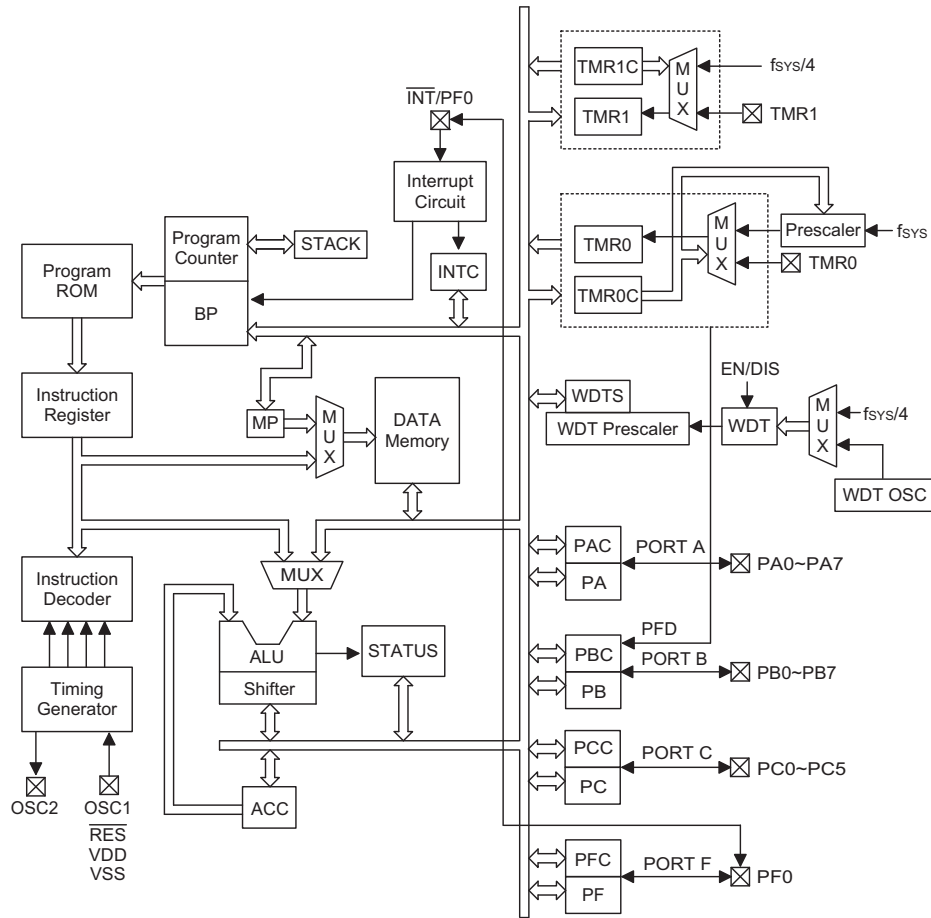 TMR1C
M
U
X
fSYS/4
TMR1
TMR1
INT/PF0
Interrupt
Circuit
Program
Counter
STACK
INTC
BP
Program
ROM
TMR0
M
U
X
Prescaler
fSYS
TMR0
TMR0C
Instruction
Register
MP
M
U
X
DATA
Memory
EN/DIS
WDTS
WDT Prescaler
WDT
M
U
X
fSYS/4
WDT OSC
MUX
Instruction
Decoder
ALU
Shifter
STATUS
Timing
Generator
OSC2
OSC1
RES
VDD
VSS
ACC
PAC
PA
PORT A
PA0~PA7
PFD
PBC
PB
PORT B
PB0~PB7
PCC
PC
PORT C
PC0~PC5
PFC
PF
PORT F
PF0